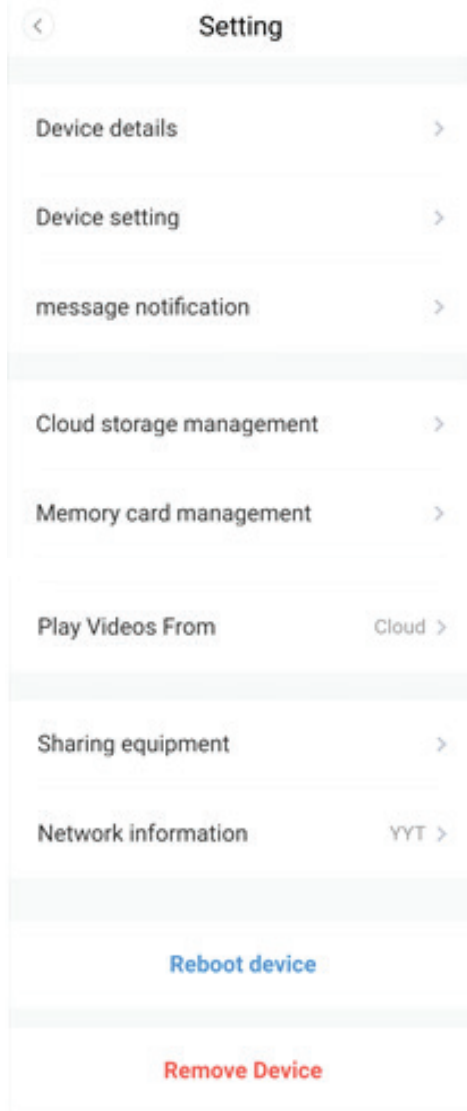 Setting
Device details
Device setting
message notification
Cloud storage management
Memory card management
Play Videos From Cloud
Sharing equipment
Network information YYT
Reboot device
Remove Device